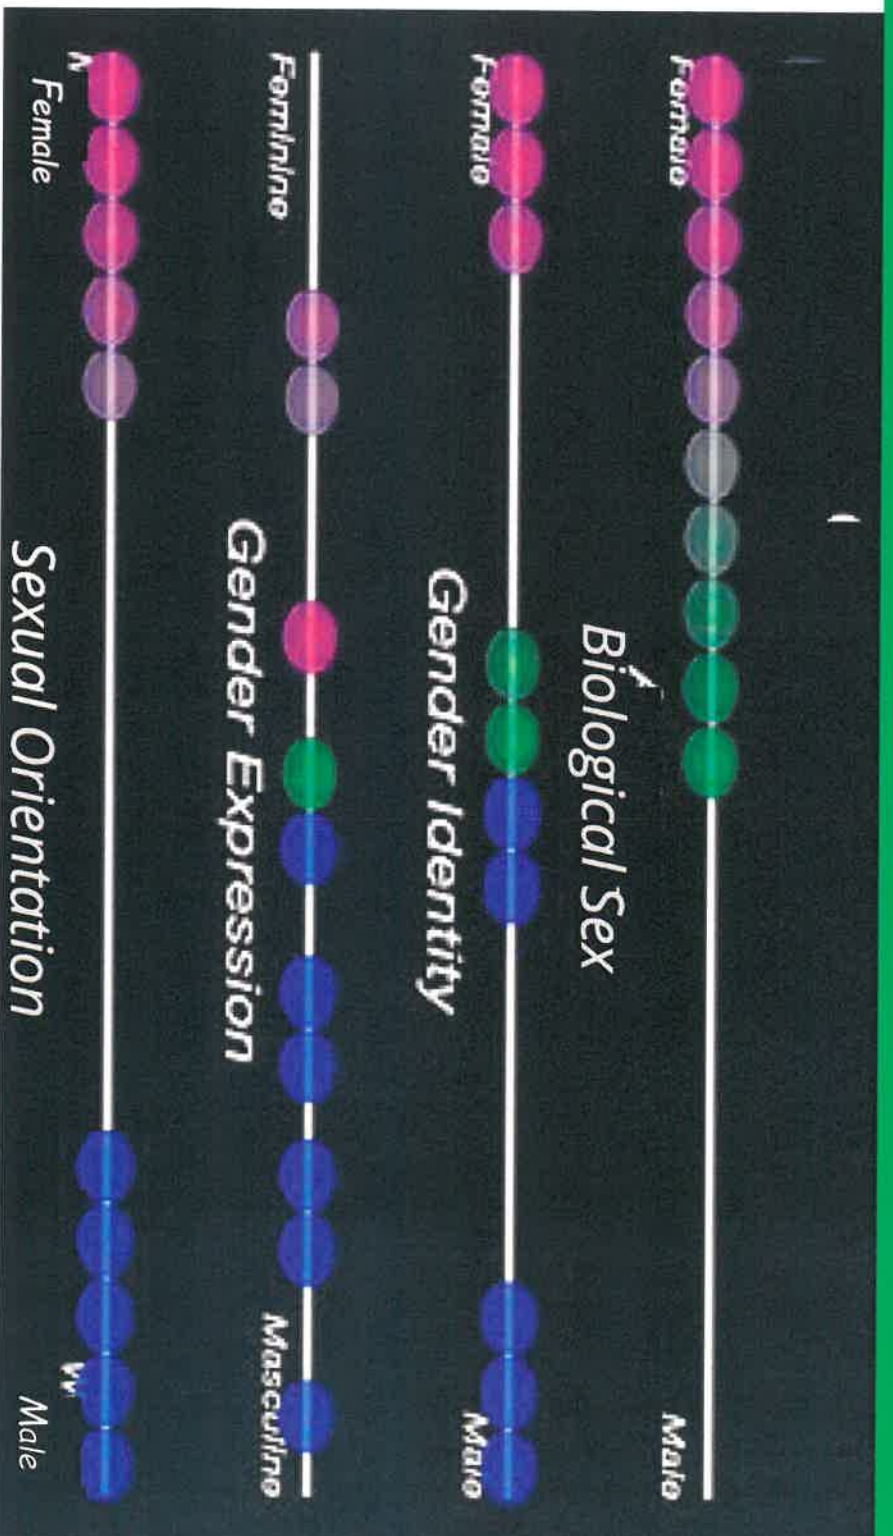 Female Male
Biological Sex
Female Male
Gender Identity
Feminine Masculine
Gender Expression
Female Sexual Orientation Male